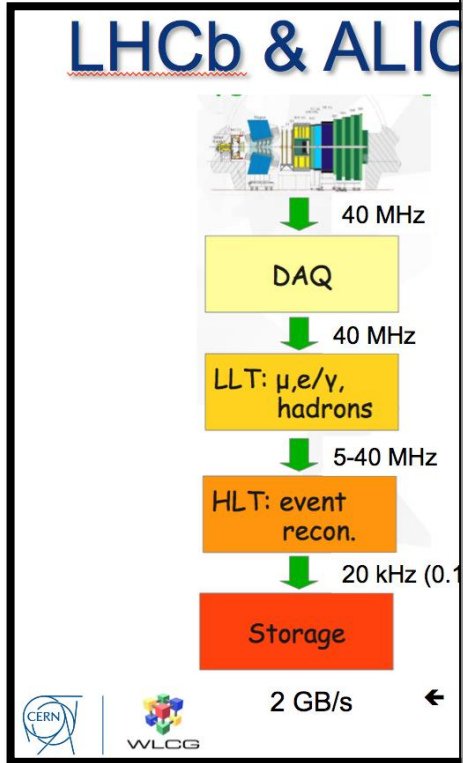 LHCb & ALIC
40 MHz
DAQ
40 MHz
LLT: μ,e/γ,
hadrons
5-40 MHz
HLT: event
recon.
20 kHz (0.1
Storage
2 GB/s ←
CERN
WLCG